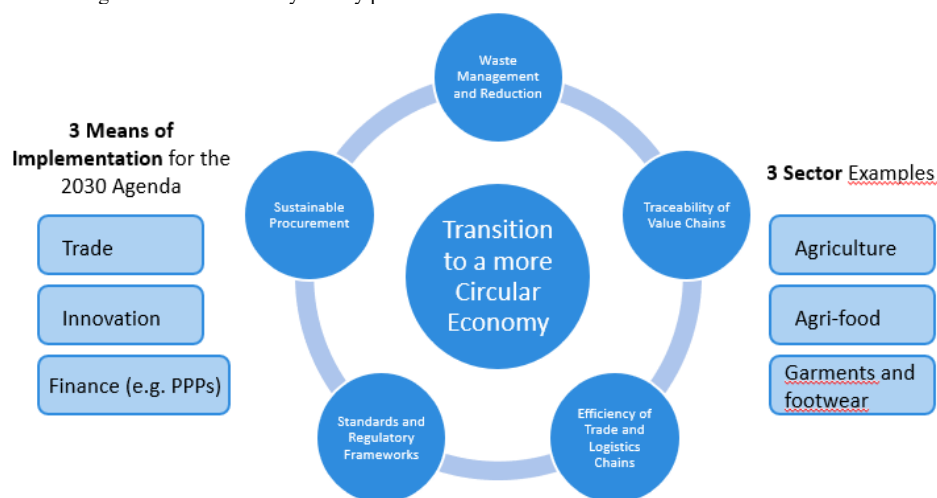 Waste
Management
and Reduction
3 Means of
Implementation for the
2030 Agenda
Trade
Innovation
Finance (e.g. PPPs)
Sustainable
Procurement
Transition
to a more
Circular
Economy
Traceability of
Value Chains
Standards and
Regulatory
Frameworks
Efficiency of
Trade and
Logistics
Chains
3 Sector Examples
Agriculture
Agri-food
Garments and
footwear